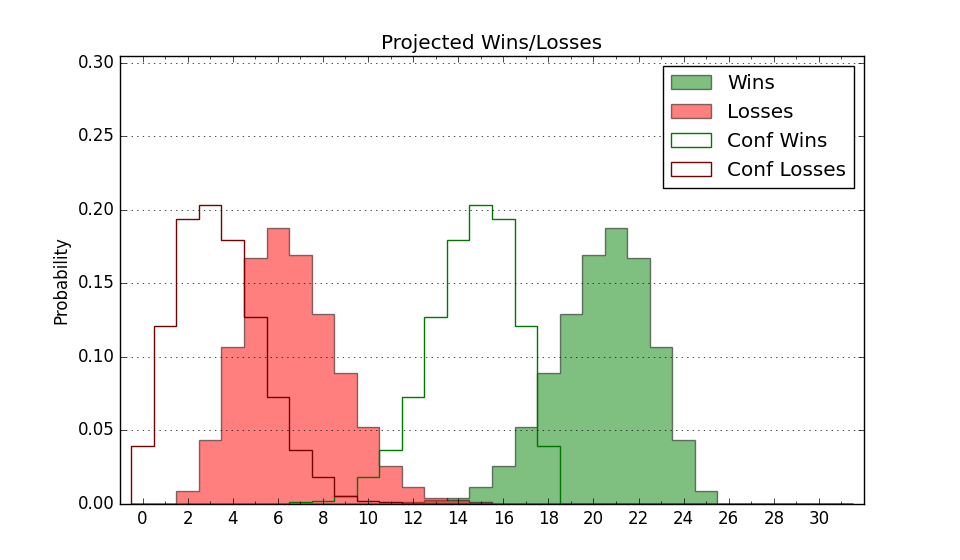 Projected Wins/Losses
0.30
0.25
0.20
0.15
0.10
0.05
0.00
Probability
Wins
Losses
Conf Wins
Conf Losses
0 2 4 6 8 10 12 14 16 18 20 22 24 26 28 30